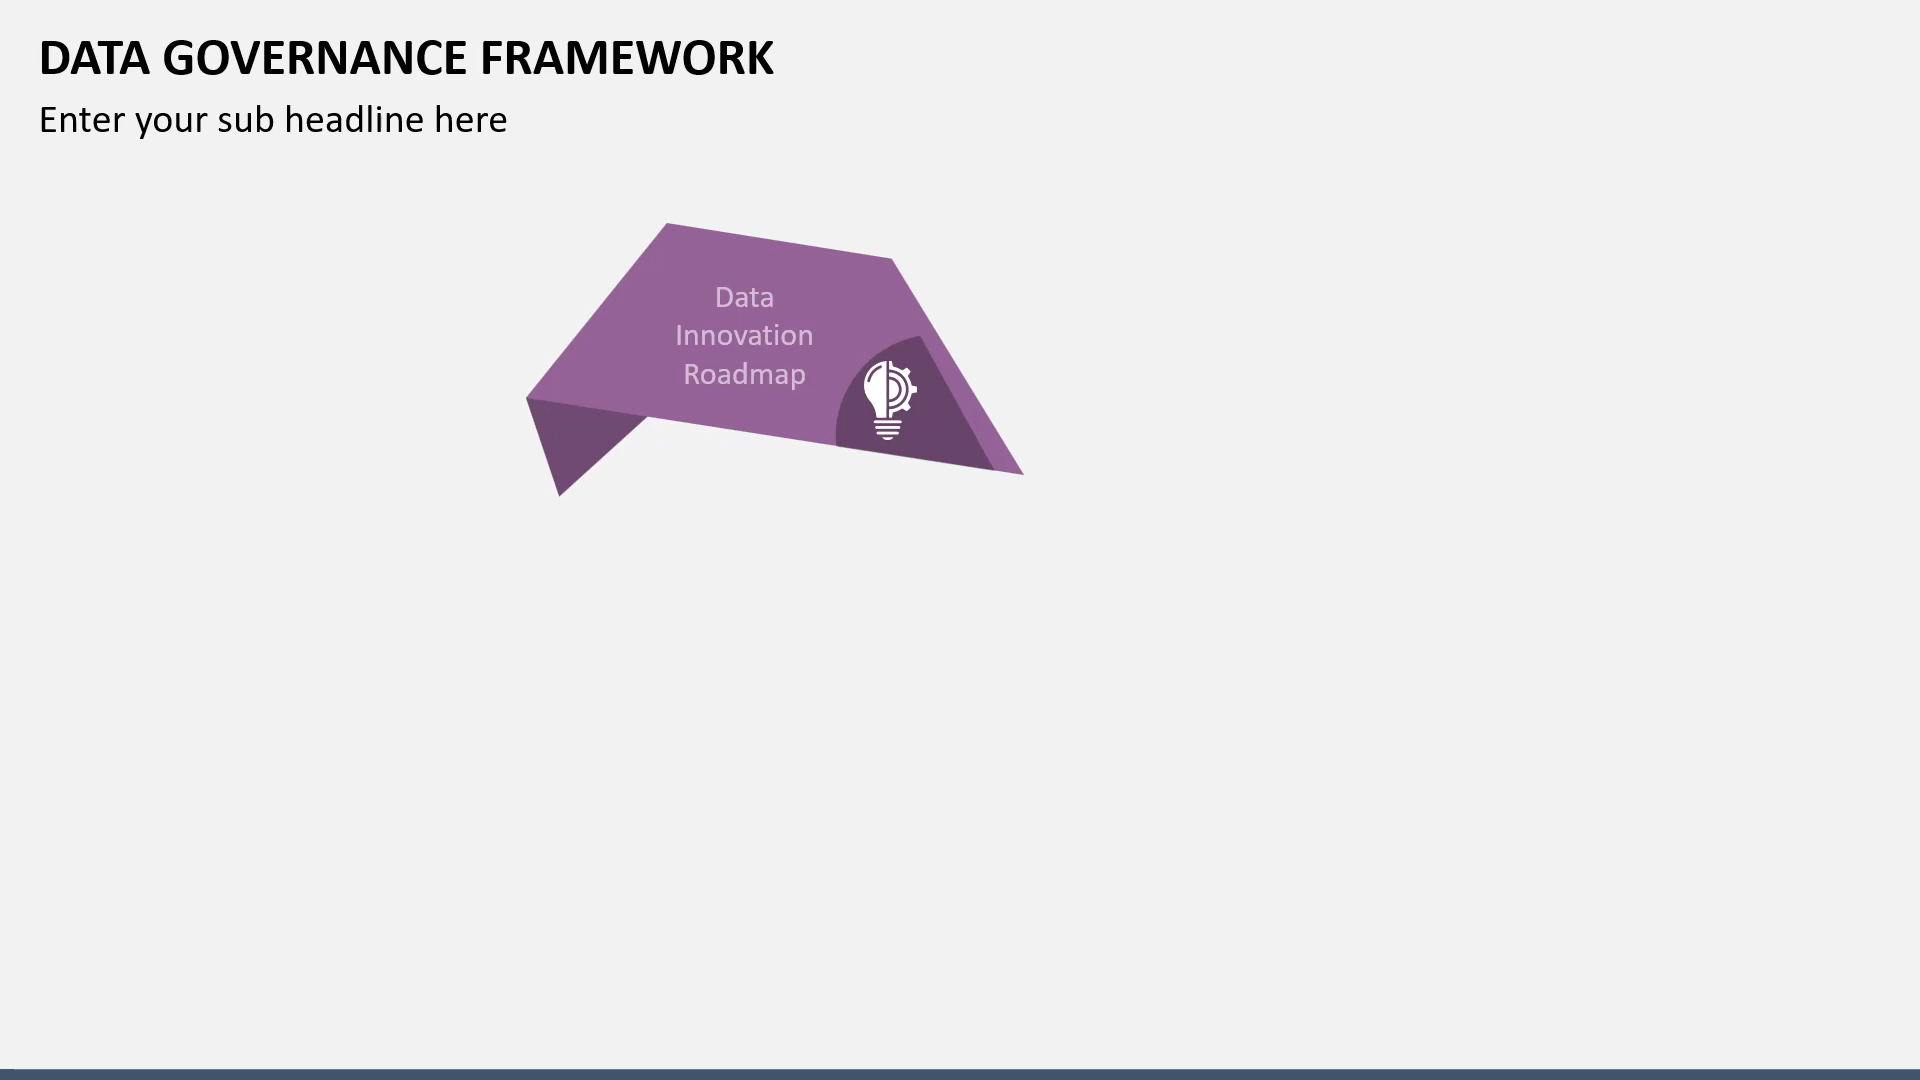 DATA GOVERNANCE FRAMEWORK
Enter your sub headline here
Data
Innovation
Roadmap